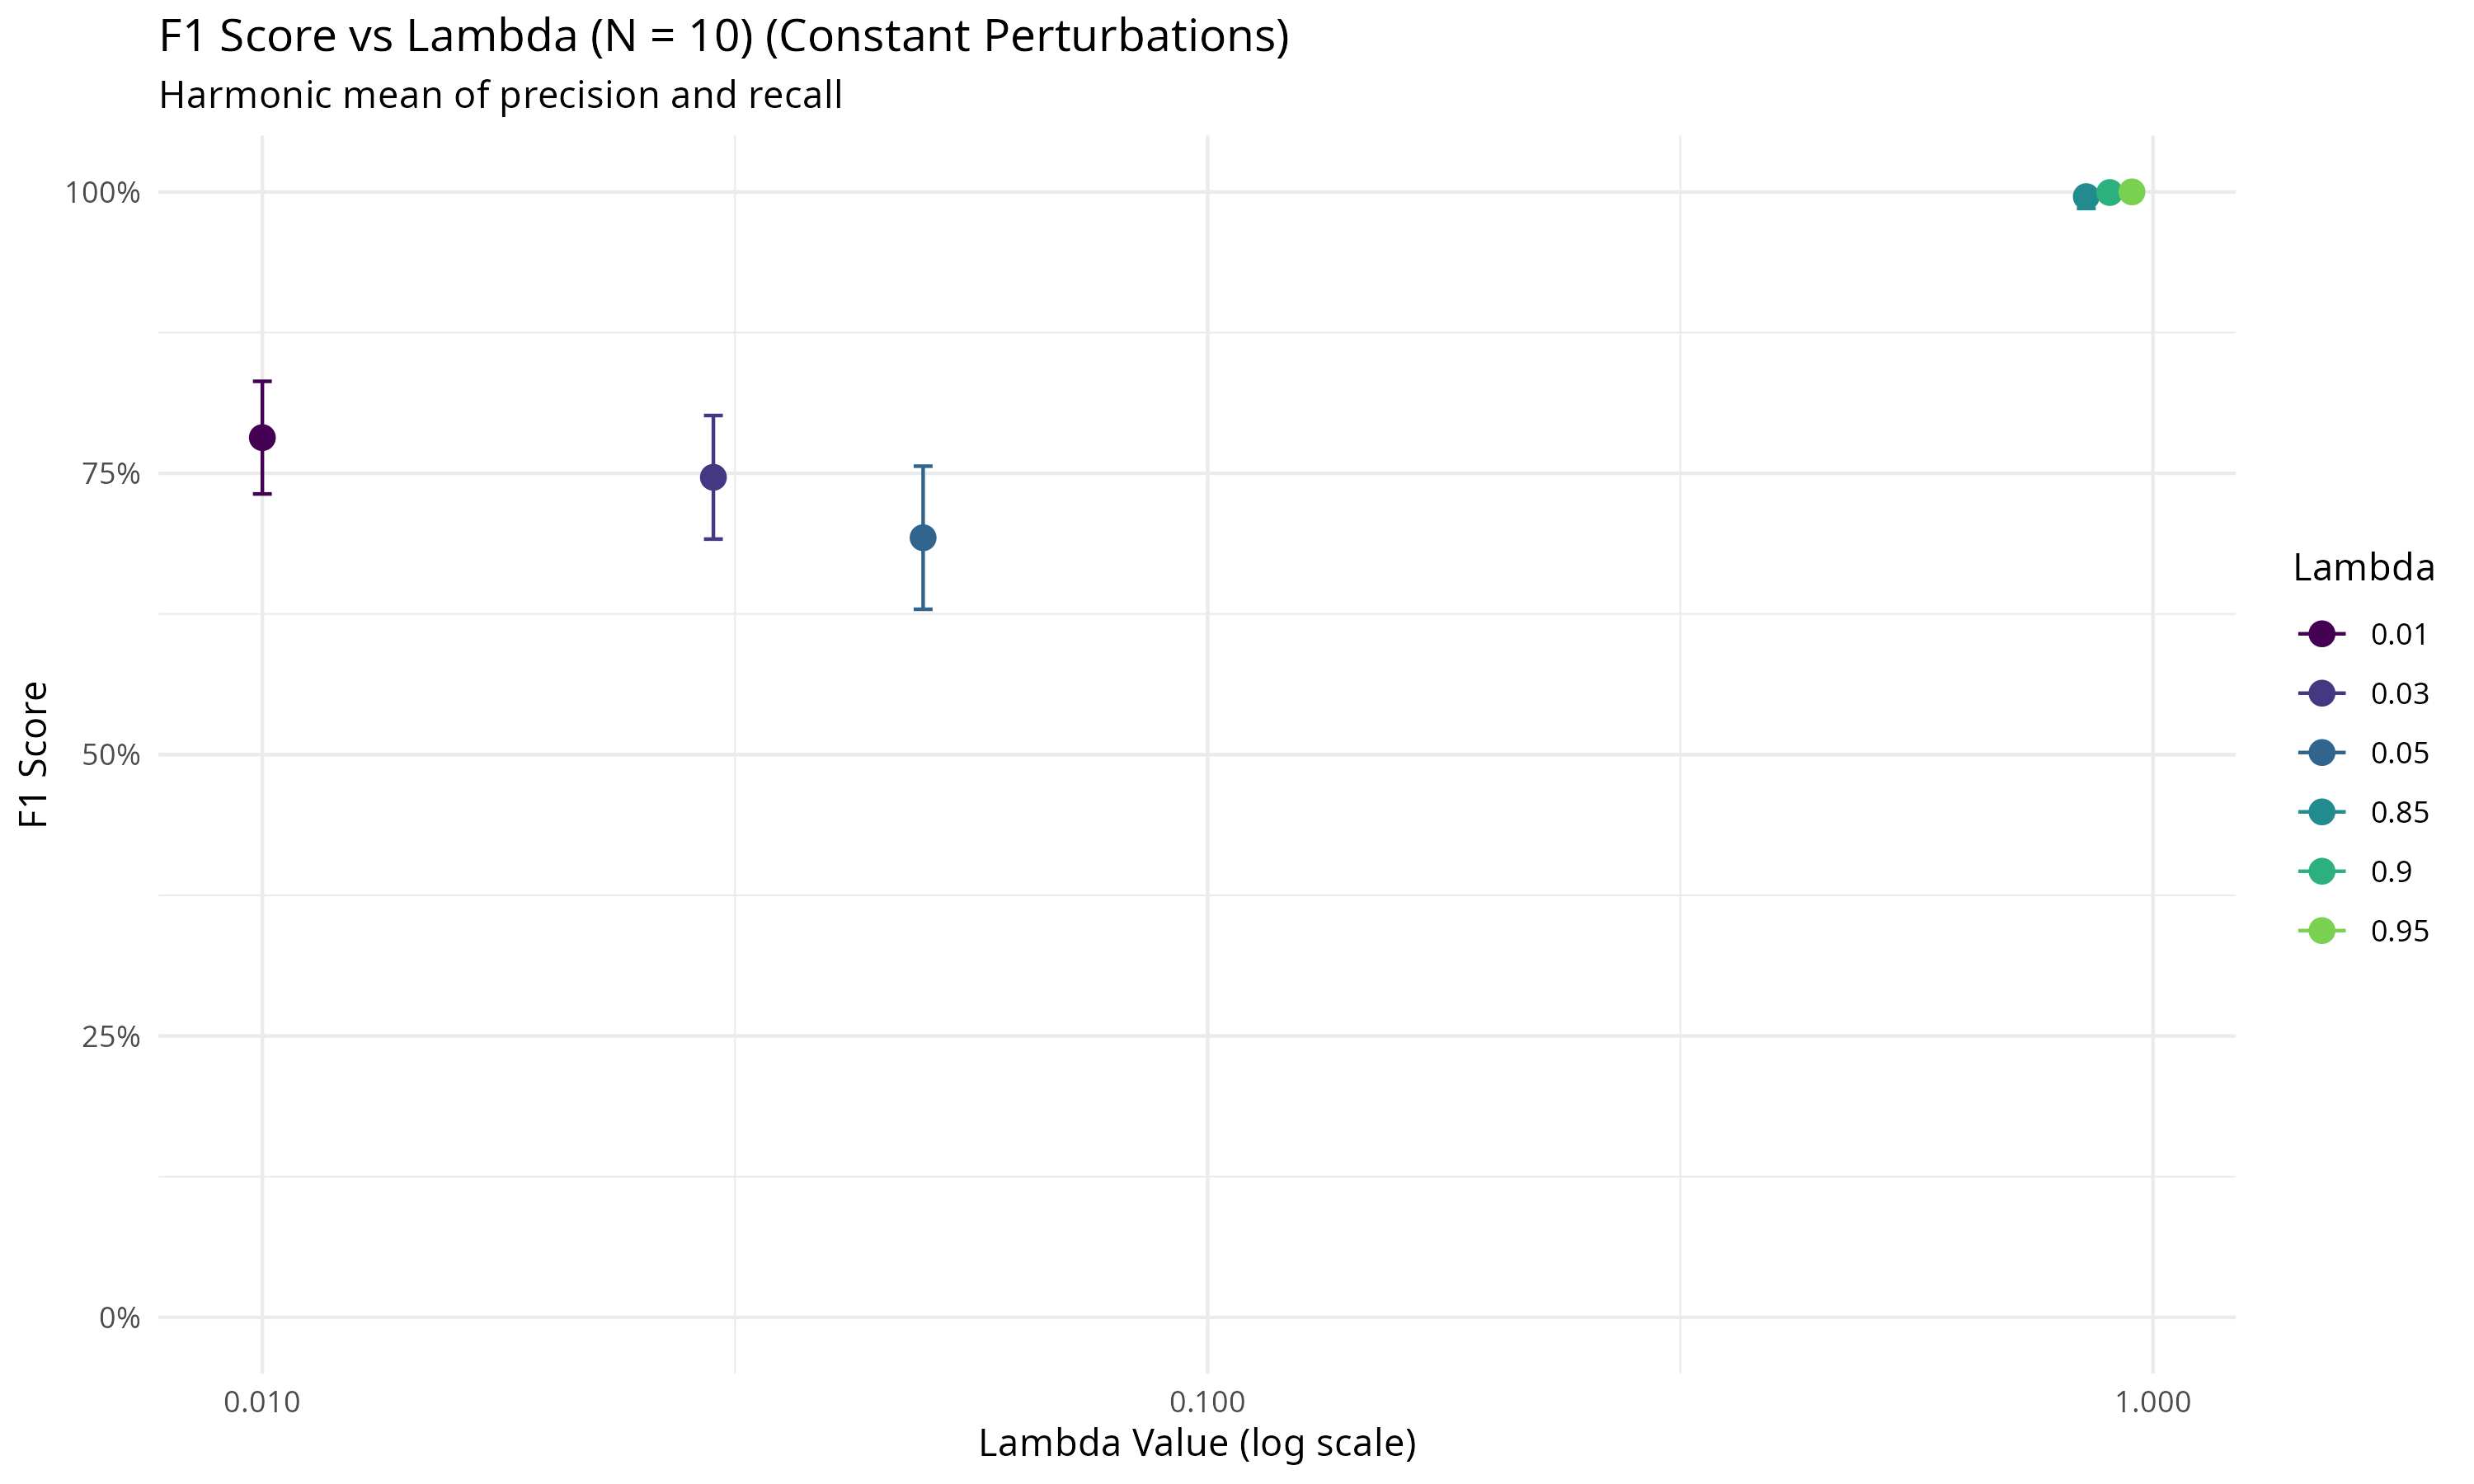 F1 Score vs Lambda (N = 10) (Constant Perturbations)
Harmonic mean of precision and recall
100%
75%
50%
25%
0%
F1 Score
0.010
0.100
1.000
Lambda Value (log scale)
Lambda
0.01
0.03
0.05
0.85
0.9
0.95